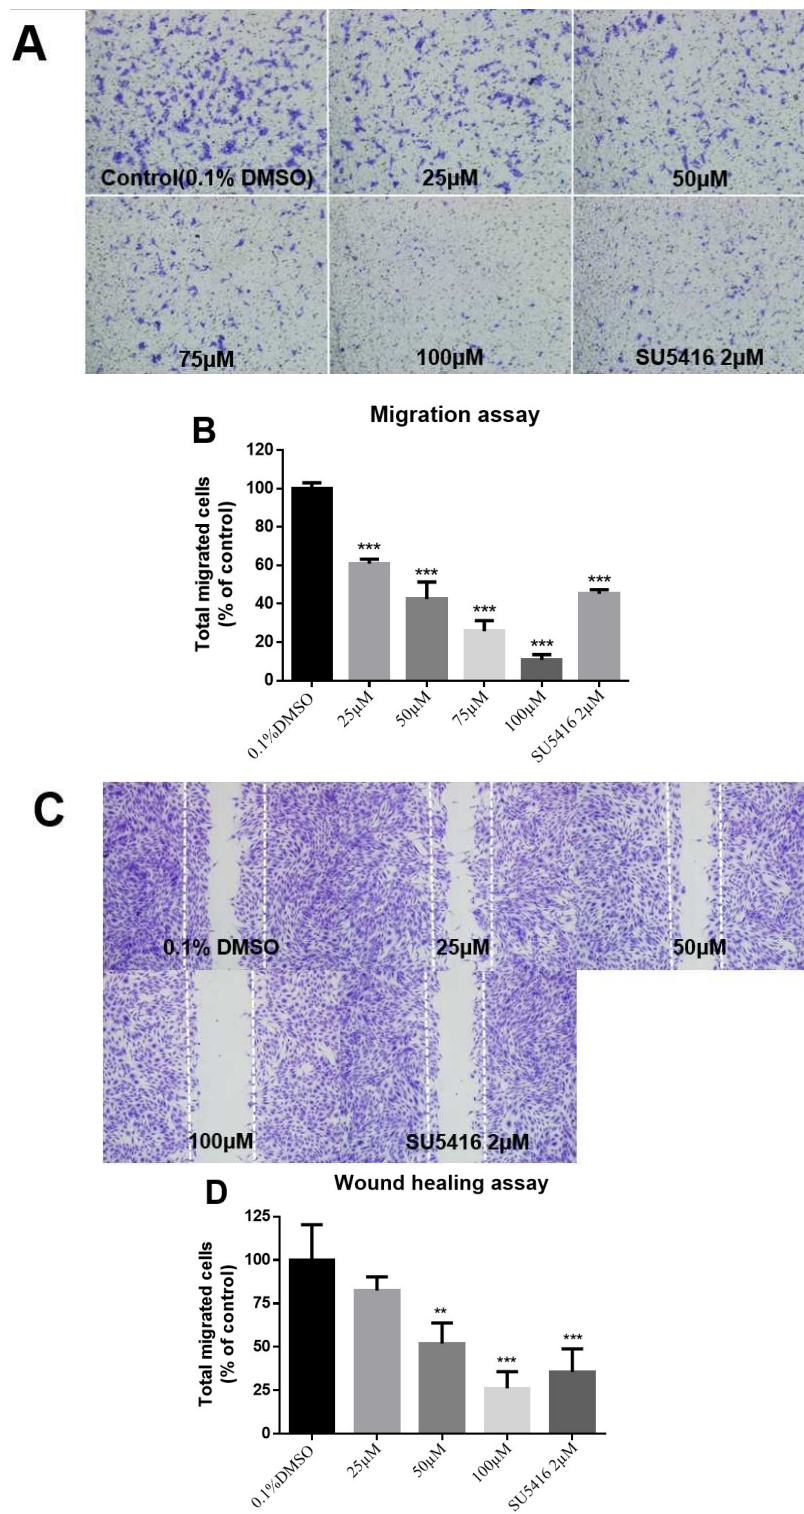 A
Control(0.1% DMSO)
25µM
50µM
75µM
100µM
SU5416 2µM
B
Migration assay
Total migrated cells
(% of control)
120
100
80
60
40
20
0
***
***
***
***
***
0.1%DMSO
25µM
50µM
75µM
100µM
SU5416 2µM
C
0.1% DMSO
25µM
50µM
100µM
SU5416 2µM
D
Wound healing assay
Total migrated cells
(% of control)
125
100
75
50
25
0
**
***
***
0.1%DMSO
25µM
50µM
100µM
SU5416 2µM